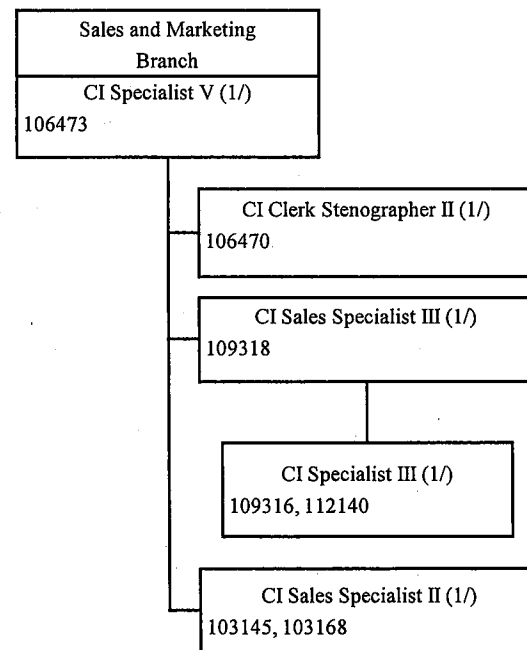 Sales and Marketing
Branch
CI Specialist V (1/)
106473
CI Clerk Stenographer II (1/)
106470
CI Sales Specialist III (1/)
109318
CI Specialist III (1/)
109316, 112140
CI Sales Specialist II (1/)
103145, 103168